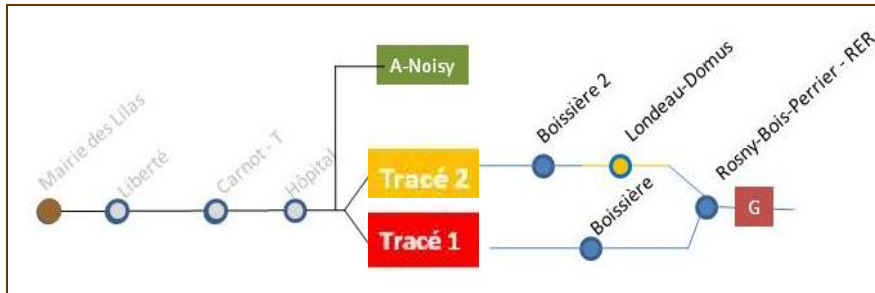 Mairie des Lilas
Liberté
Carnot - T
Hôpital
A-Noisy
Tracé 2
Boissière 2
Londeau-Domus
Rosny-Bois-Perrier - RER
Tracé 1
Boissière
G